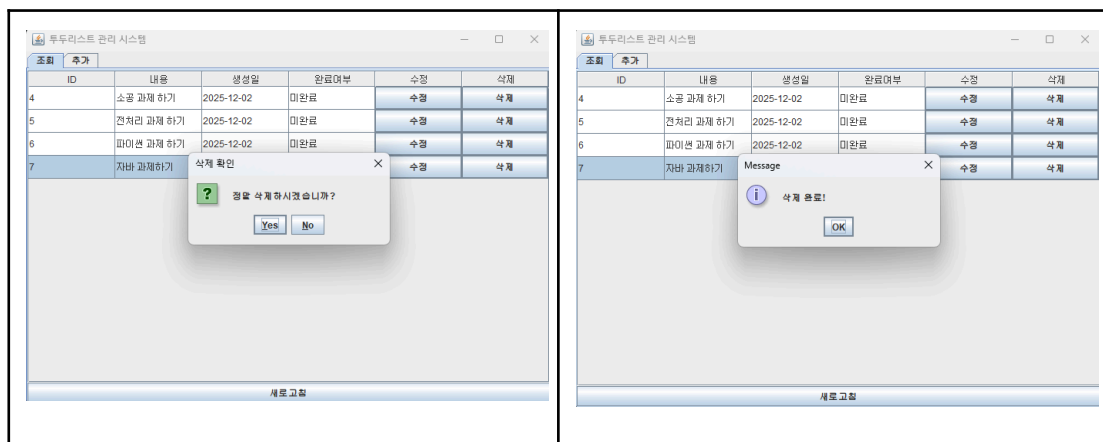 투두리스트 관리 시스템
조회 추가
ID 내용 생성일 완료여부 수정 삭제
4 소공 과제 하기 2025-12-02 미완료 수정 삭제
5 전처리 과제 하기 2025-12-02 미완료 수정 삭제
6 파이썬 과제 하기 2025-12-02 미완료 수정 삭제
7 자바 과제하기 수정 삭제
삭제 확인
정말 삭제하시겠습니까?
Yes No
새로고침
투두리스트 관리 시스템
조회 추가
ID 내용 생성일 완료여부 수정 삭제
4 소공 과제 하기 2025-12-02 미완료 수정 삭제
5 전처리 과제 하기 2025-12-02 미완료 수정 삭제
6 파이썬 과제 하기 2025-12-02 미완료 수정 삭제
7 자바 과제하기 수정 삭제
Message
삭제 완료!
OK
새로고침